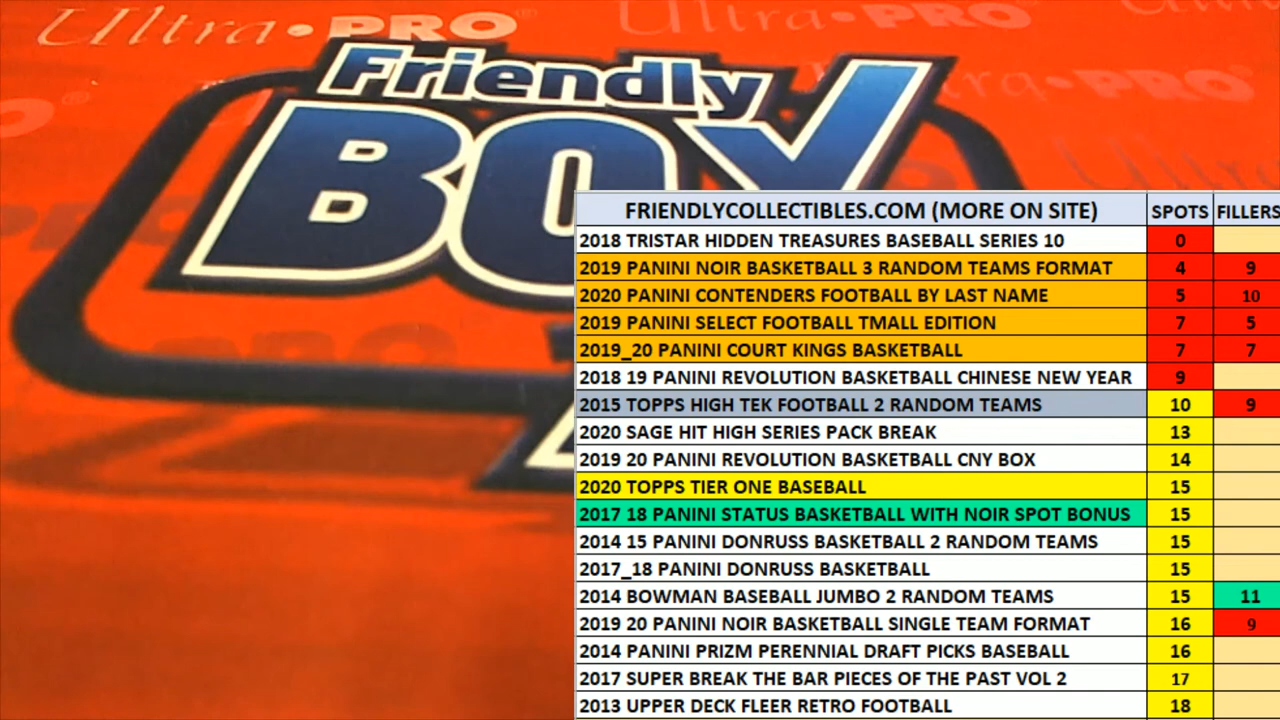 Ultra•PRO®
Ultra•PRO
Ultra•PRO®
Friendly
BOX
FRIENDLYCOLLECTIBLES.COM (MORE ON SITE) SPOTS FILLERS
2018 TRISTAR HIDDEN TREASURES BASEBALL SERIES 10 0
2019 PANINI NOIR BASKETBALL 3 RANDOM TEAMS FORMAT 4 9
2020 PANINI CONTENDERS FOOTBALL BY LAST NAME 5 10
2019 PANINI SELECT FOOTBALL TMALL EDITION 7 5
2019_20 PANINI COURT KINGS BASKETBALL 7 7
2018 19 PANINI REVOLUTION BASKETBALL CHINESE NEW YEAR 9
2015 TOPPS HIGH TEK FOOTBALL 2 RANDOM TEAMS 10 9
2020 SAGE HIT HIGH SERIES PACK BREAK 13
2019 20 PANINI REVOLUTION BASKETBALL CNY BOX 14
2020 TOPPS TIER ONE BASEBALL 15
2017 18 PANINI STATUS BASKETBALL WITH NOIR SPOT BONUS 15
2014 15 PANINI DONRUSS BASKETBALL 2 RANDOM TEAMS 15
2017_18 PANINI DONRUSS BASKETBALL 15
2014 BOWMAN BASEBALL JUMBO 2 RANDOM TEAMS 15 11
2019 20 PANINI NOIR BASKETBALL SINGLE TEAM FORMAT 16 9
2014 PANINI PRIZM PERENNIAL DRAFT PICKS BASEBALL 16
2017 SUPER BREAK THE BAR PIECES OF THE PAST VOL 2 17
2013 UPPER DECK FLEER RETRO FOOTBALL 18